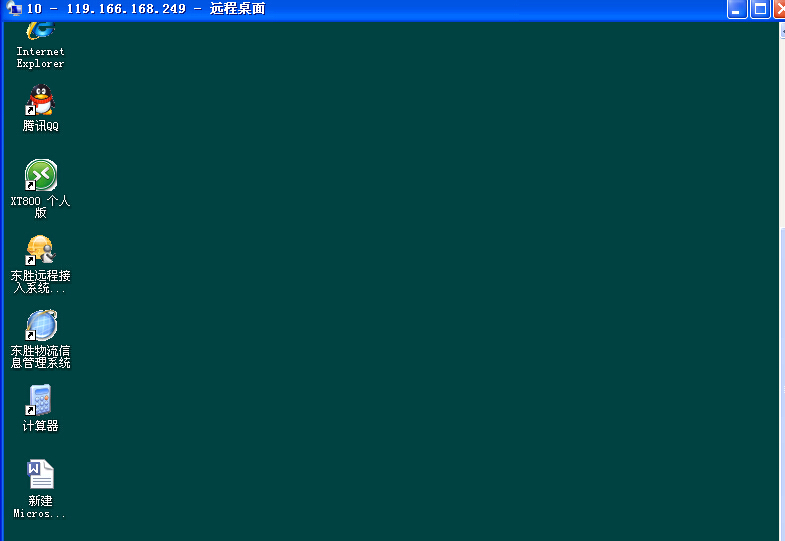 10 - 119.166.168.249 - 远程桌面
Internet
Explorer
腾讯QQ
XT800 个人
版
东胜远程接
入系统...
东胜物流信
息管理系统
计算器
新建
Micros...